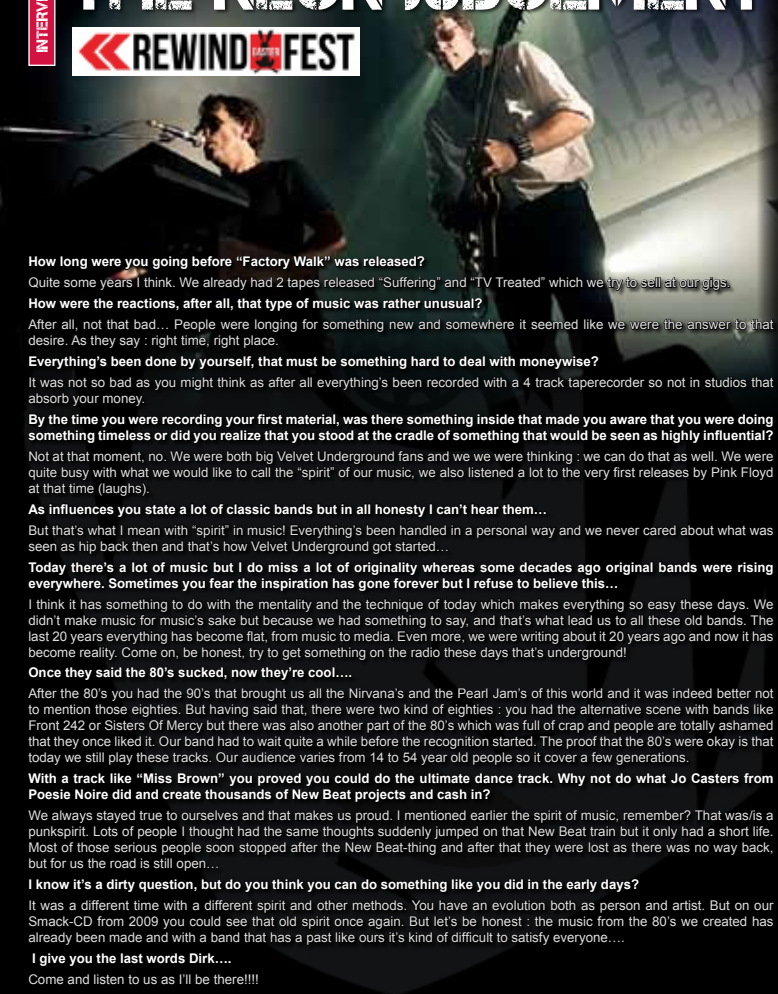 INTERVI
THE NEON JUDGEMENT
REWIND EASTER FEST
NEO
How long were you going before “Factory Walk” was released?
Quite some years I think. We already had 2 tapes released “Suffering” and “TV Treated” which we try to sell at our gigs.
How were the reactions, after all, that type of music was rather unusual?
After all, not that bad… People were longing for something new and somewhere it seemed like we were the answer to that
desire. As they say : right time, right place.
Everything’s been done by yourself, that must be something hard to deal with moneywise?
It was not so bad as you might think as after all everything’s been recorded with a 4 track taperecorder so not in studios that
absorb your money.
By the time you were recording your first material, was there something inside that made you aware that you were doing
something timeless or did you realize that you stood at the cradle of something that would be seen as highly influential?
Not at that moment, no. We were both big Velvet Underground fans and we we were thinking : we can do that as well. We were
quite busy with what we would like to call the “spirit” of our music, we also listened a lot to the very first releases by Pink Floyd
at that time (laughs).
As influences you state a lot of classic bands but in all honesty I can’t hear them…
But that’s what I mean with “spirit” in music! Everything’s been handled in a personal way and we never cared about what was
seen as hip back then and that’s how Velvet Underground got started…
Today there’s a lot of music but I do miss a lot of originality whereas some decades ago original bands were rising
everywhere. Sometimes you fear the inspiration has gone forever but I refuse to believe this…
I think it has something to do with the mentality and the technique of today which makes everything so easy these days. We
didn’t make music for music’s sake but because we had something to say, and that’s what lead us to all these old bands. The
last 20 years everything has become flat, from music to media. Even more, we were writing about it 20 years ago and now it has
become reality. Come on, be honest, try to get something on the radio these days that’s underground!
Once they said the 80’s sucked, now they’re cool….
After the 80’s you had the 90’s that brought us all the Nirvana’s and the Pearl Jam’s of this world and it was indeed better not
to mention those eighties. But having said that, there were two kind of eighties : you had the alternative scene with bands like
Front 242 or Sisters Of Mercy but there was also another part of the 80’s which was full of crap and people are totally ashamed
that they once liked it. Our band had to wait quite a while before the recognition started. The proof that the 80’s were okay is that
today we still play these tracks. Our audience varies from 14 to 54 year old people so it cover a few generations.
With a track like “Miss Brown” you proved you could do the ultimate dance track. Why not do what Jo Casters from
Poesie Noire did and create thousands of New Beat projects and cash in?
We always stayed true to ourselves and that makes us proud. I mentioned earlier the spirit of music, remember? That was/is a
punkspirit. Lots of people I thought had the same thoughts suddenly jumped on that New Beat train but it only had a short life.
Most of those serious people soon stopped after the New Beat-thing and after that they were lost as there was no way back,
but for us the road is still open…
I know it’s a dirty question, but do you think you can do something like you did in the early days?
It was a different time with a different spirit and other methods. You have an evolution both as person and artist. But on our
Smack-CD from 2009 you could see that old spirit once again. But let’s be honest : the music from the 80’s we created has
already been made and with a band that has a past like ours it’s kind of difficult to satisfy everyone….
I give you the last words Dirk….
Come and listen to us as I’ll be there!!!!